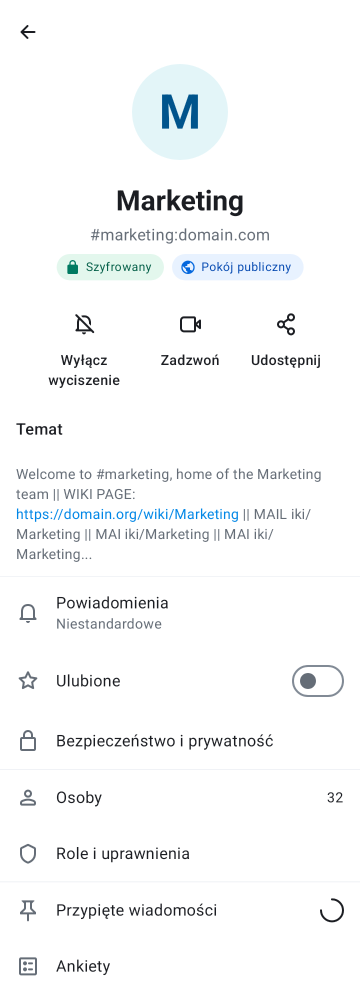 M
Marketing
#marketing:domain.com
Szyfrowany
Pokój publiczny
Wyłącz
wyciszenie
Zadzwoń
Udostępnij
Temat
Welcome to #marketing, home of the Marketing
team || WIKI PAGE:
https://domain.org/wiki/Marketing || MAIL iki/
Marketing || MAI iki/Marketing || MAI iki/
Marketing...
Powiadomienia
Niestandardowe
Ulubione
Bezpieczeństwo i prywatność
Osoby 32
Role i uprawnienia
Przypięte wiadomości
Ankiety